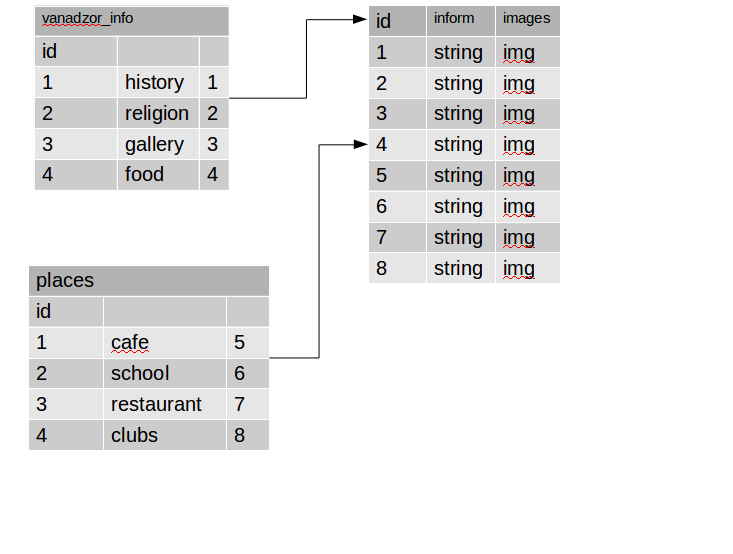 vanadzor_info
id
1 history 1
2 religion 2
3 gallery 3
4 food 4
id inform images
1 string img
2 string img
3 string img
4 string img
5 string img
6 string img
7 string img
8 string img
places
id
1 cafe 5
2 school 6
3 restaurant 7
4 clubs 8